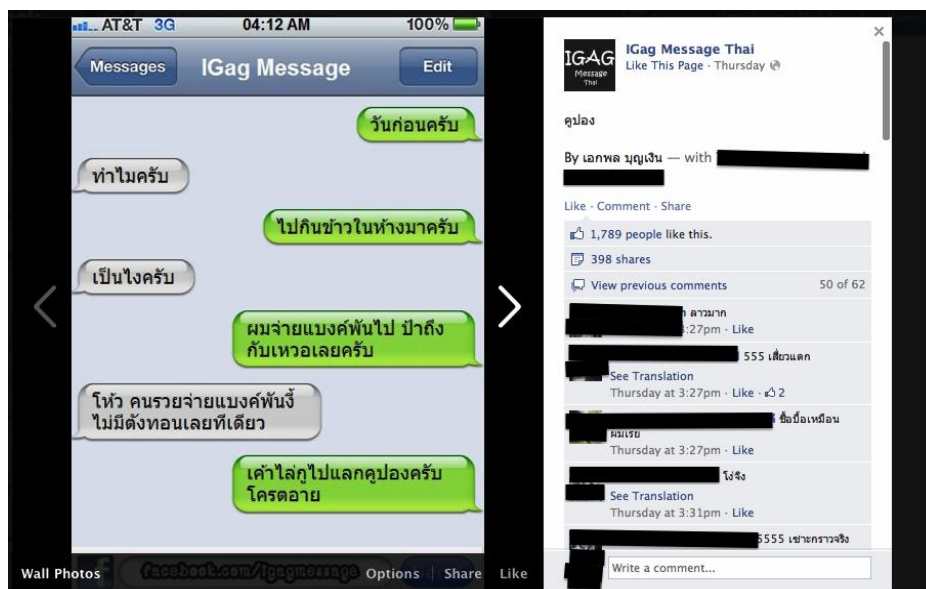 AT&T 3G 04:12 AM 100%
Messages IGag Message Edit
วันก่อนครับ
ทำไมครับ
ไปกินข้าวในห้างมาครับ
เป็นไงครับ
ผมจ่ายแบงค์พันไป ป้าถึง
กับเหวอเลยครับ
โห้ว คนรวยจ่ายแบงค์พันงี้
ไม่มีตังทอนเลยทีเดียว
เค้าไล่กูไปแลกคูปองครับ
โครตอาย
facebook.com/igagmessage
Wall Photos Options Share Like
IGAG
Message
Thai
IGag Message Thai
Like This Page · Thursday
คูปอง
By เอกพล บุญเงิน — with
Like · Comment · Share
1,789 people like this.
398 shares
View previous comments 50 of 62
ลาวมาก
3:27pm · Like
555 เสี่ยวแดก
See Translation
Thursday at 3:27pm · Like · 2
ชื้อบื้อเหมือน
ผมเรย
Thursday at 3:27pm · Like
โง่จิง
See Translation
Thursday at 3:31pm · Like
5555 เซาะกราวจริง
Write a comment...